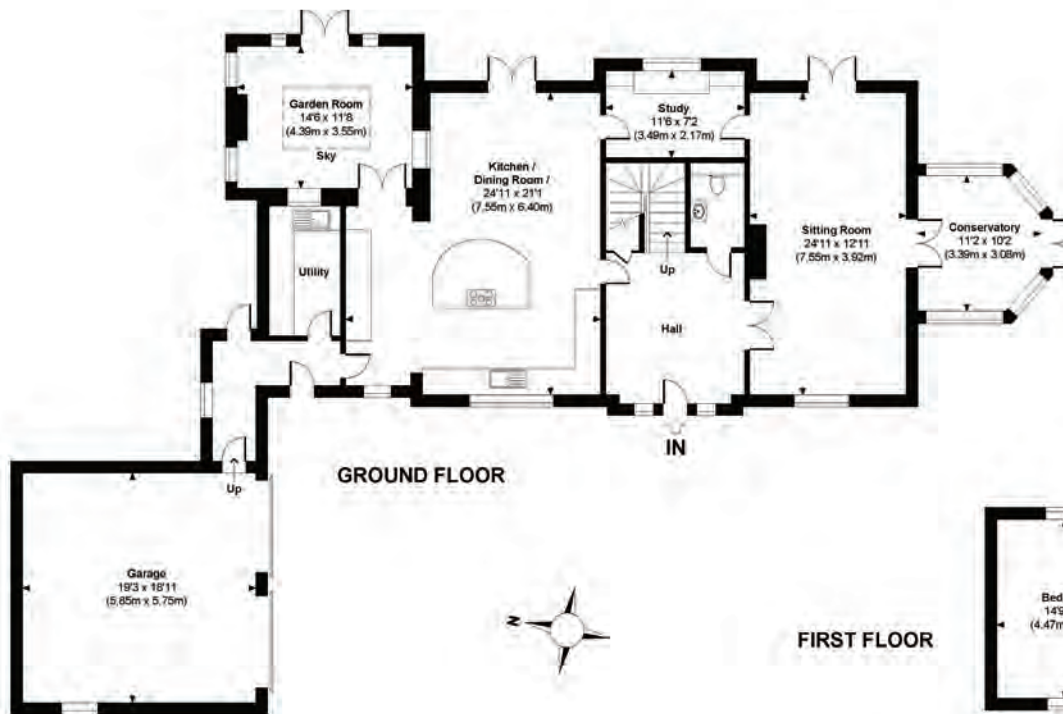 Garden Room
14'6 x 11'8
(4.39m x 3.55m)
Sky
Kitchen /
Dining Room /
24'11 x 21'1
(7.55m x 6.40m)
Study
11'6 x 7'2
(3.49m x 2.17m)
Sitting Room
24'11 x 12'11
(7.55m x 3.92m)
Conservatory
11'2 x 10'2
(3.39m x 3.08m)
Utility
Up
Hall
IN
GROUND FLOOR
Up
Garage
19'3 x 18'11
(5.85m x 5.75m)
N
FIRST FLOOR
Bed
14'9
(4.47m